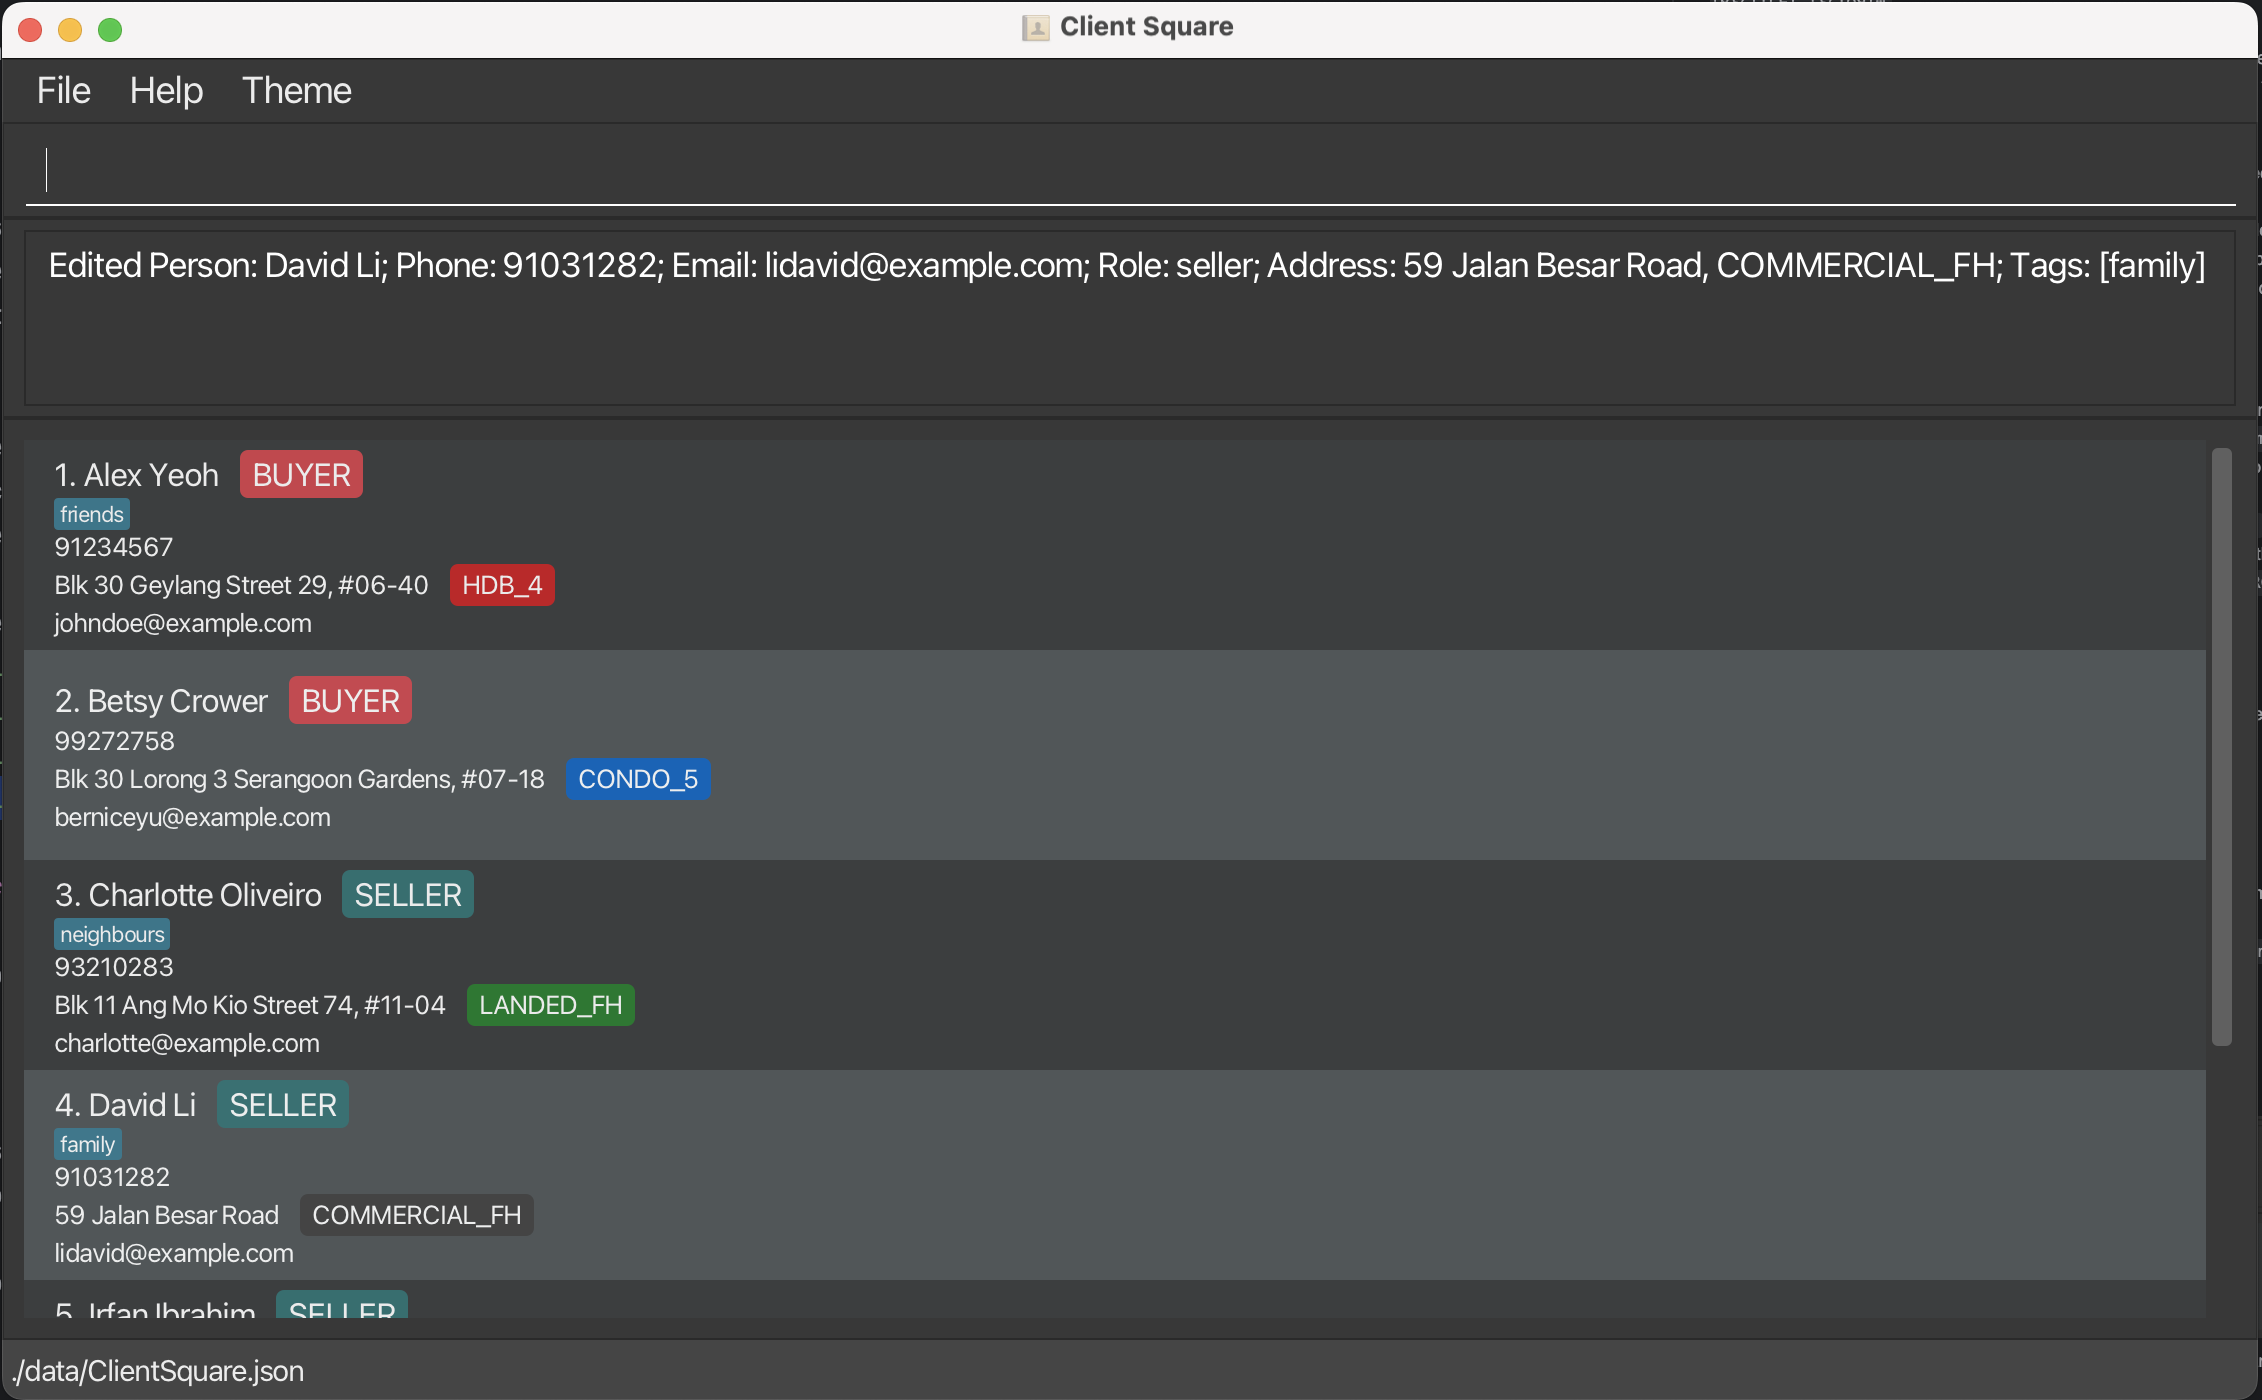 Client Square
File Help Theme
Edited Person: David Li; Phone: 91031282; Email: lidavid@example.com; Role: seller; Address: 59 Jalan Besar Road, COMMERCIAL_FH; Tags: [family]
1. Alex Yeoh BUYER
friends
91234567
Blk 30 Geylang Street 29, #06-40 HDB_4
johndoe@example.com
2. Betsy Crower BUYER
99272758
Blk 30 Lorong 3 Serangoon Gardens, #07-18 CONDO_5
berniceyu@example.com
3. Charlotte Oliveiro SELLER
neighbours
93210283
Blk 11 Ang Mo Kio Street 74, #11-04 LANDED_FH
charlotte@example.com
4. David Li SELLER
family
91031282
59 Jalan Besar Road COMMERCIAL_FH
lidavid@example.com
5. Irfan Ibrahim SELLER
./data/ClientSquare.json